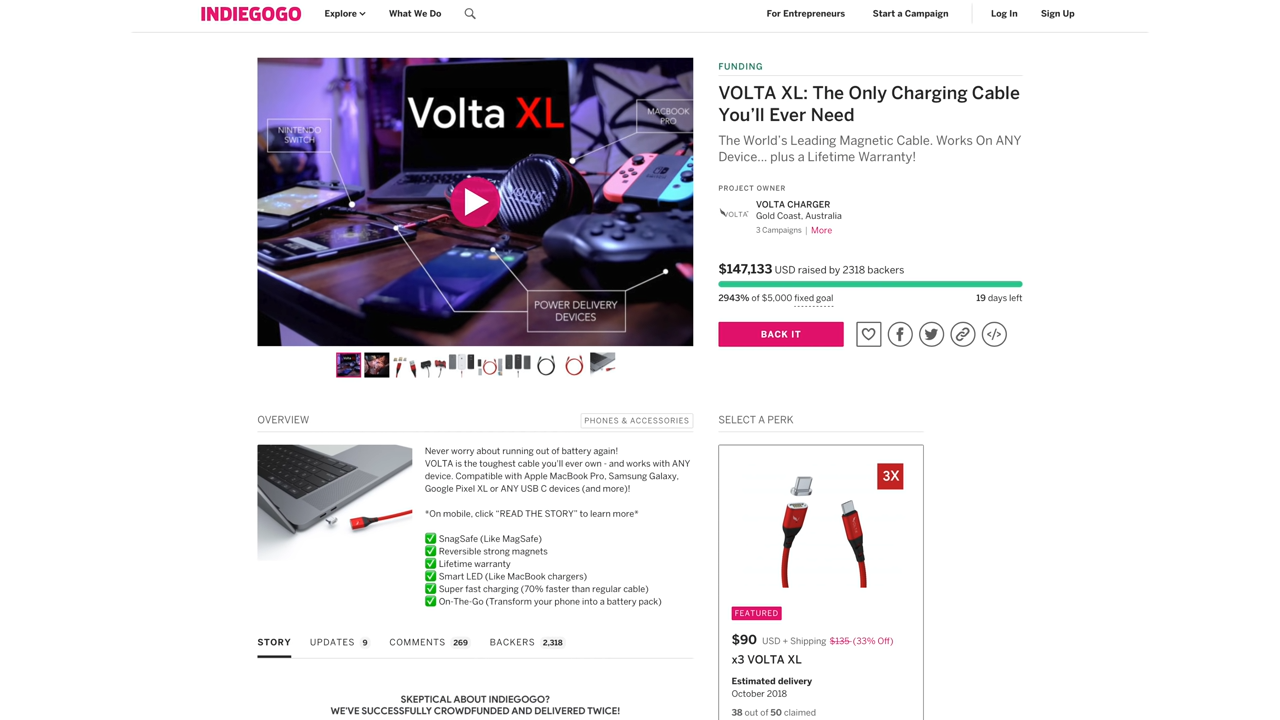 INDIEGOGO
Explore
What We Do
For Entrepreneurs
Start a Campaign
Log In
Sign Up
Volta XL
NINTENDO
SWITCH
MACBOOK
PRO
POWER DELIVERY
DEVICES
FUNDING
VOLTA XL: The Only Charging Cable
You’ll Ever Need
The World’s Leading Magnetic Cable. Works On ANY
Device... plus a Lifetime Warranty!
PROJECT OWNER
VOLTA
VOLTA CHARGER
Gold Coast, Australia
3 Campaigns | More
$147,133 USD raised by 2318 backers
2943% of $5,000 fixed goal
19 days left
BACK IT
OVERVIEW
PHONES & ACCESSORIES
Never worry about running out of battery again!
VOLTA is the toughest cable you’ll ever own - and works with ANY
device. Compatible with Apple MacBook Pro, Samsung Galaxy,
Google Pixel XL or ANY USB C devices (and more)!
*On mobile, click “READ THE STORY” to learn more*
✅ SnagSafe (Like MagSafe)
✅ Reversible strong magnets
✅ Lifetime warranty
✅ Smart LED (Like MacBook chargers)
✅ Super fast charging (70% faster than regular cable)
✅ On-The-Go (Transform your phone into a battery pack)
STORY
UPDATES 9
COMMENTS 269
BACKERS 2,318
SKEPTICAL ABOUT INDIEGOGO?
WE’VE SUCCESSFULLY CROWDFUNDED AND DELIVERED TWICE!
SELECT A PERK
3X
FEATURED
$90 USD + Shipping $135 (33% Off)
x3 VOLTA XL
Estimated delivery
October 2018
38 out of 50 claimed